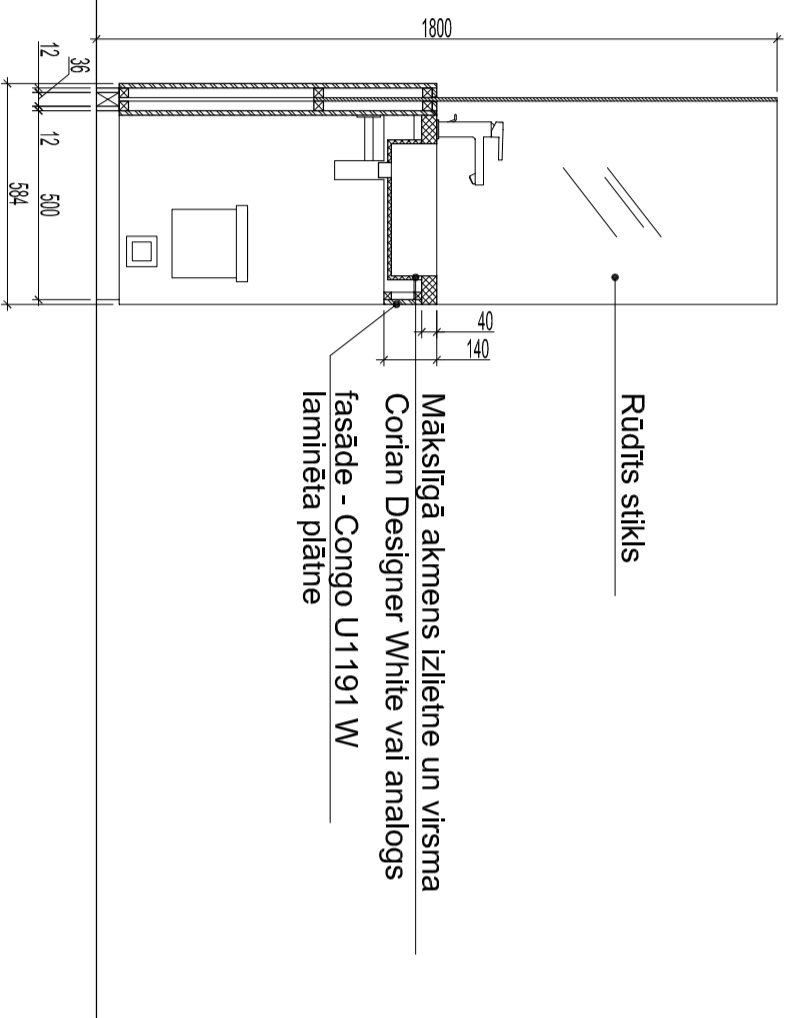 1800
Rūdīts stikls
40
140
Mākslīgā akmens izlietne un virsma
Corian Designer White vai analogs
fasāde - Congo U1191 W
laminēta plātne
36
12
12
500
584